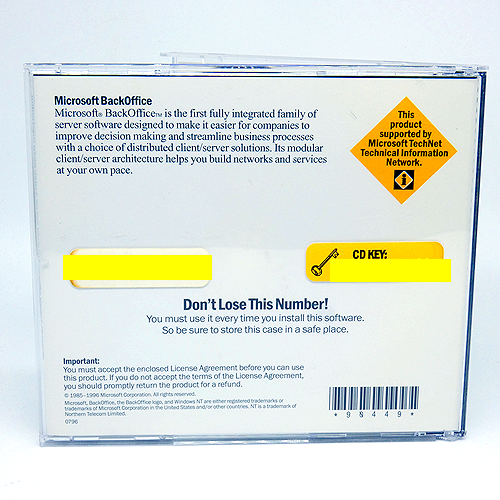 Microsoft BackOffice
Microsoft® BackOffice™ is the first fully integrated family of
server software designed to make it easier for companies to
improve decision making and streamline business processes
with a choice of distributed client/server solutions. Its modular
client/server architecture helps you build networks and services
at your own pace.
This
product
supported by
Microsoft TechNet
Technical Information
Network.
CD KEY:
Don't Lose This Number!
You must use it every time you install this software.
So be sure to store this case in a safe place.
Important:
You must accept the enclosed License Agreement before you can use
this product. If you do not accept the terms of the License Agreement,
you should promptly return the product for a refund.
© 1985–1996 Microsoft Corporation. All rights reserved.
Microsoft, BackOffice, the BackOffice logo, and Windows NT are either registered trademarks or
trademarks of Microsoft Corporation in the United States and/or other countries. NT is a trademark of
Northern Telecom Limited.
0796
*90449*